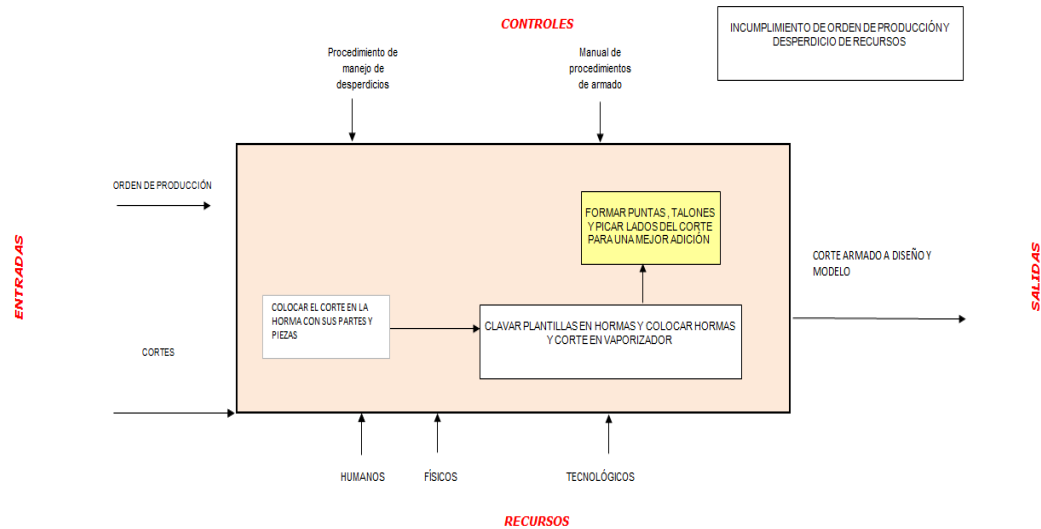 CONTROLES
INCUMPLIMIENTO DE ORDEN DE PRODUCCIÓN Y
DESPERDICIO DE RECURSOS
Procedimiento de
manejo de
desperdicios
Manual de
procedimientos
de armado
ORDEN DE PRODUCCIÓN
FORMAR PUNTAS , TALONES
Y PICAR LADOS DEL CORTE
PARA UNA MEJOR ADICIÓN
ENTRADAS
CORTE ARMADO A DISEÑO Y
MODELO
SALIDAS
COLOCAR EL CORTE EN LA
HORMA CON SUS PARTES Y
PIEZAS
CLAVAR PLANTILLAS EN HORMAS Y COLOCAR HORMAS
Y CORTE EN VAPORIZADOR
CORTES
HUMANOS
FÍSICOS
TECNOLÓGICOS
RECURSOS